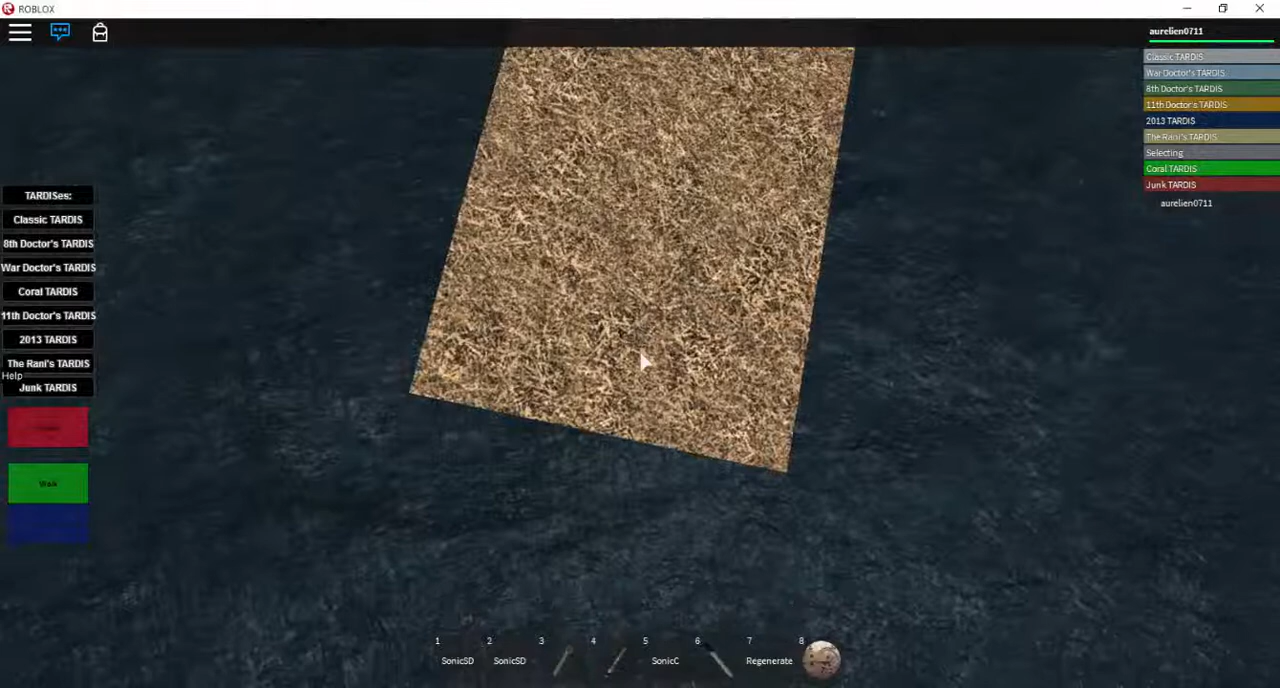 ROBLOX
aurelien0711
Classic TARDIS
War Doctor's TARDIS
8th Doctor's TARDIS
11th Doctor's TARDIS
2013 TARDIS
The Rani's TARDIS
Selecting
Coral TARDIS
Junk TARDIS
aurelien0711
TARDISes:
Classic TARDIS
8th Doctor's TARDIS
War Doctor's TARDIS
Coral TARDIS
11th Doctor's TARDIS
2013 TARDIS
The Rani's TARDIS
Help
Junk TARDIS
Walk
1 2 3 4 5 6 7 8
SonicSD SonicSD SonicC Regenerate